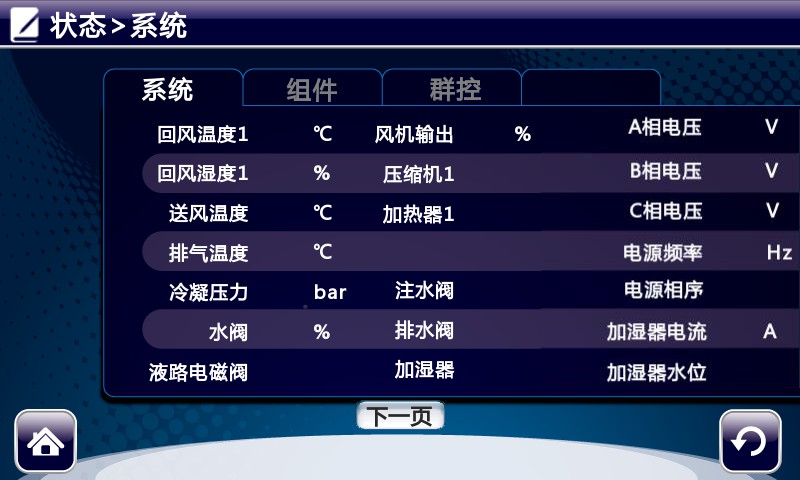 状态>系统
系统 组件 群控
回风温度1 ℃ 风机输出 % A相电压 V
回风湿度1 % 压缩机1 B相电压 V
送风温度 ℃ 加热器1 C相电压 V
排气温度 ℃ 电源频率 Hz
冷凝压力 bar 注水阀 电源相序
水阀 % 排水阀 加湿器电流 A
液路电磁阀 加湿器 加湿器水位
下一页